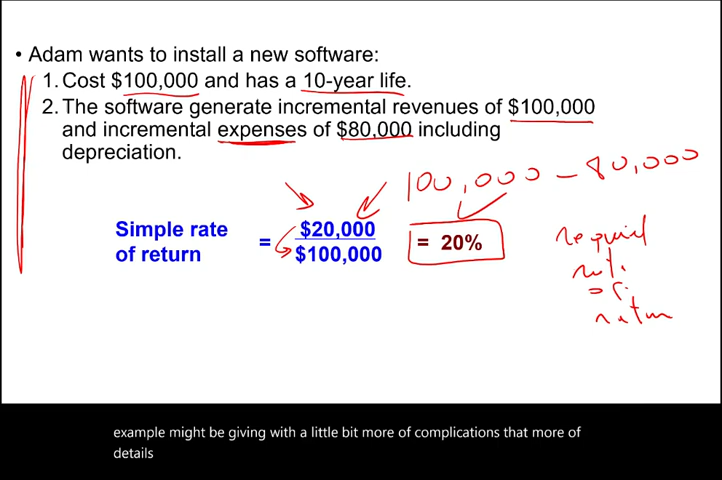 • Adam wants to install a new software:
1. Cost $100,000 and has a 10-year life.
2. The software generate incremental revenues of $100,000
and incremental expenses of $80,000 including
depreciation.
100,000 - 80,000
Simple rate
of return
=
$20,000
$100,000
= 20%
required
rate
of
return
example might be giving with a little bit more of complications that more of
details